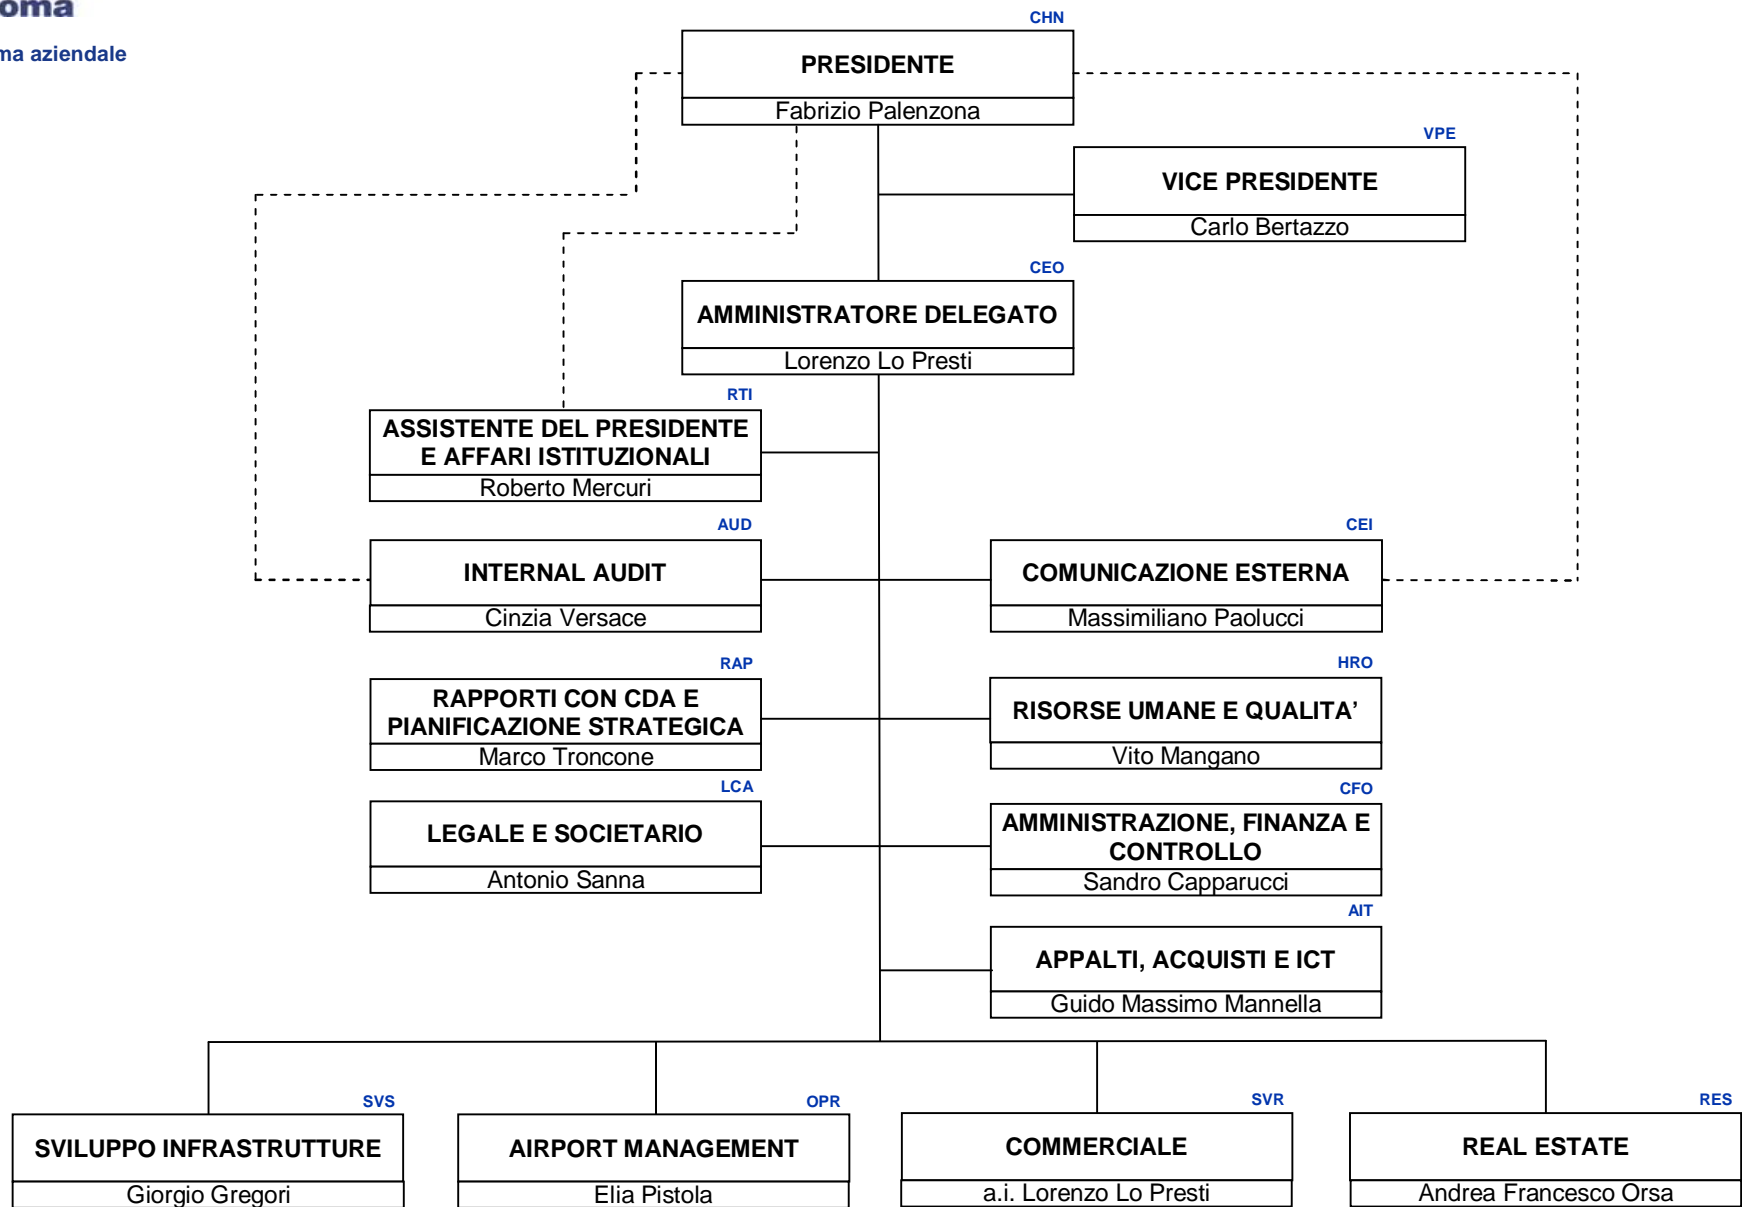 oma
ma aziendale
CHN
PRESIDENTE
Fabrizio Palenzona
VPE
VICE PRESIDENTE
Carlo Bertazzo
CEO
AMMINISTRATORE DELEGATO
Lorenzo Lo Presti
RTI
ASSISTENTE DEL PRESIDENTE
E AFFARI ISTITUZIONALI
Roberto Mercuri
AUD
INTERNAL AUDIT
Cinzia Versace
CEI
COMUNICAZIONE ESTERNA
Massimiliano Paolucci
RAP
RAPPORTI CON CDA E
PIANIFICAZIONE STRATEGICA
Marco Troncone
HRO
RISORSE UMANE E QUALITA’
Vito Mangano
LCA
LEGALE E SOCIETARIO
Antonio Sanna
CFO
AMMINISTRAZIONE, FINANZA E
CONTROLLO
Sandro Capparucci
AIT
APPALTI, ACQUISTI E ICT
Guido Massimo Mannella
SVS
SVILUPPO INFRASTRUTTURE
Giorgio Gregori
OPR
AIRPORT MANAGEMENT
Elia Pistola
SVR
COMMERCIALE
a.i. Lorenzo Lo Presti
RES
REAL ESTATE
Andrea Francesco Orsa